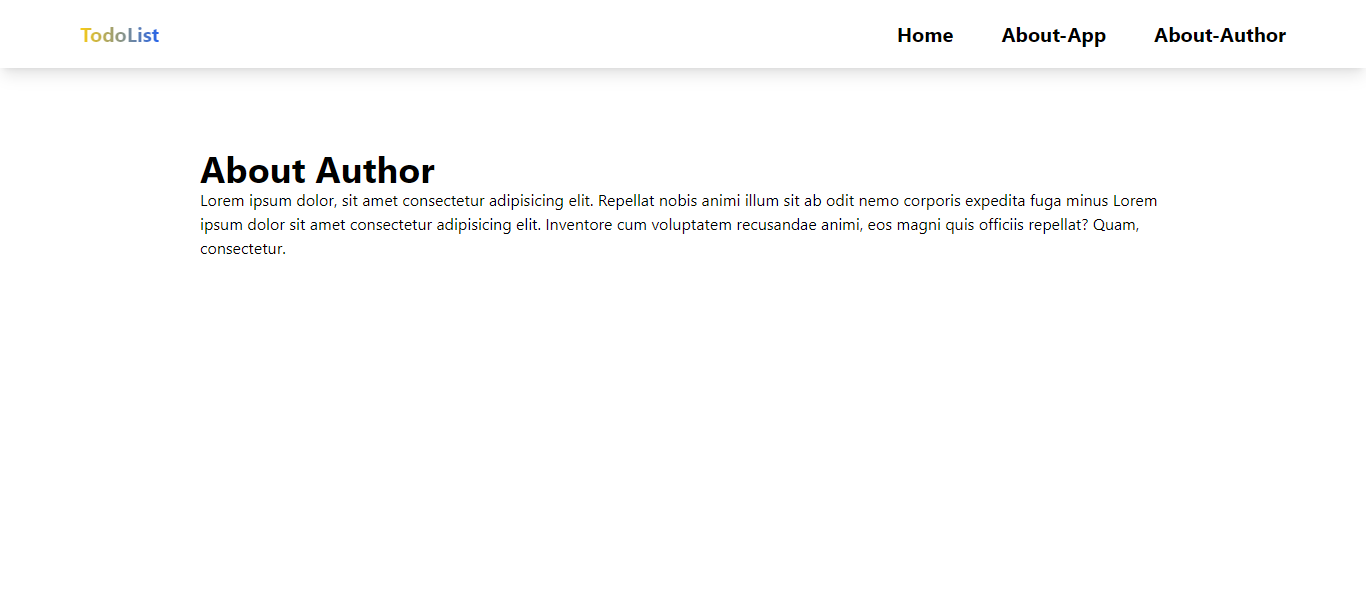 TodoList
Home
About-App
About-Author
About Author
Lorem ipsum dolor, sit amet consectetur adipisicing elit. Repellat nobis animi illum sit ab odit nemo corporis expedita fuga minus Lorem
ipsum dolor sit amet consectetur adipisicing elit. Inventore cum voluptatem recusandae animi, eos magni quis officiis repellat? Quam,
consectetur.